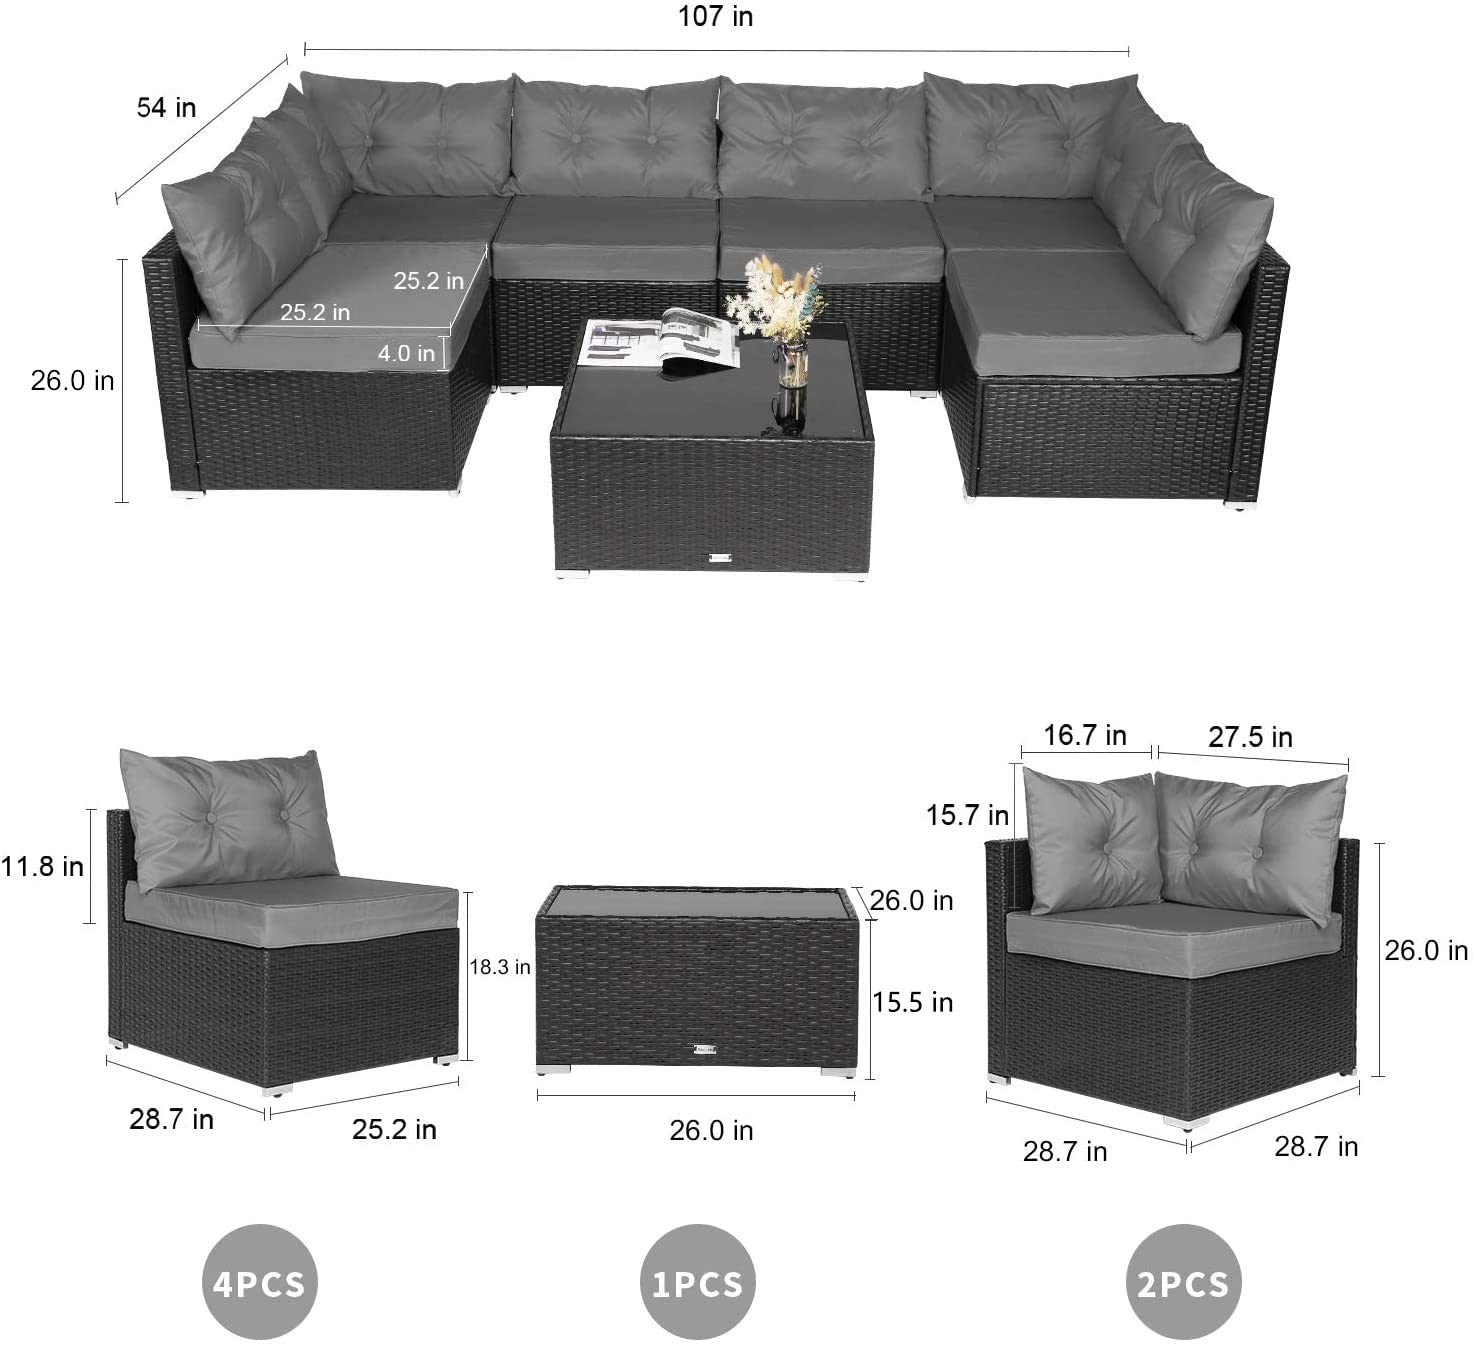 107 in
54 in
25.2 in
25.2 in
4.0 in
26.0 in
16.7 in
27.5 in
15.7 in
11.8 in
26.0 in
18.3 in
26.0 in
15.5 in
28.7 in
25.2 in
26.0 in
28.7 in
28.7 in
4PCS
1PCS
2PCS